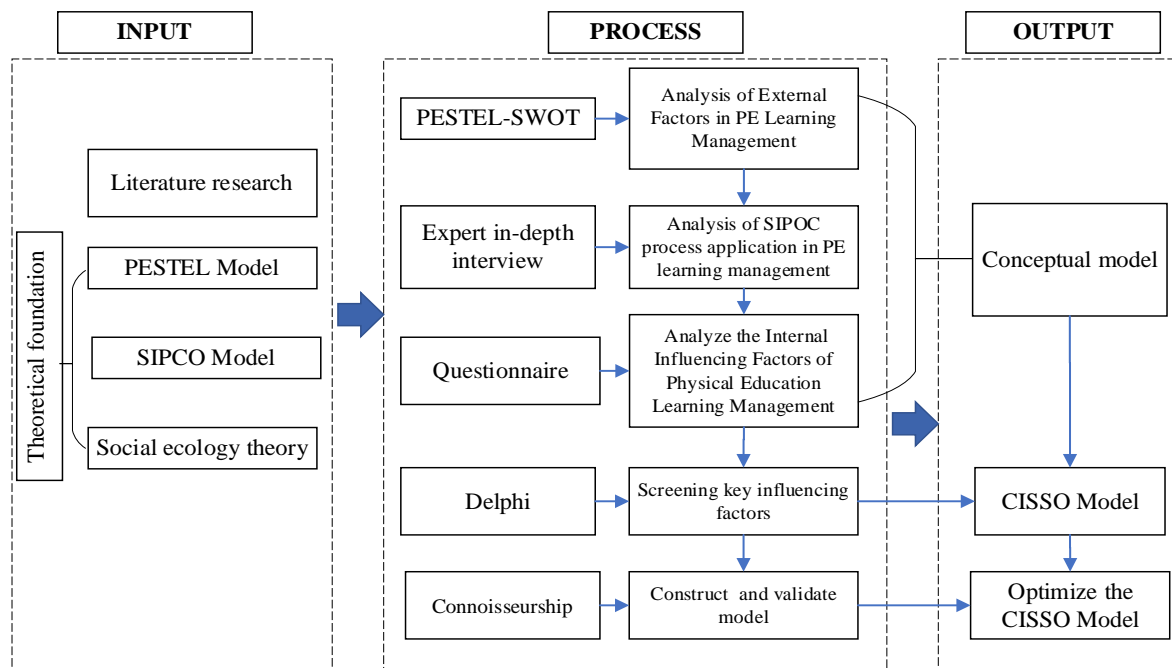 INPUT
PROCESS
OUTPUT
Theoretical foundation
Literature research
PESTEL Model
SIPCO Model
Social ecology theory
PESTEL-SWOT
Analysis of External
Factors in PE Learning
Management
Expert in-depth
interview
Analysis of SIPOC
process application in PE
learning management
Questionnaire
Analyze the Internal
Influencing Factors of
Physical Education
Learning Management
Delphi
Screening key influencing
factors
Connoisseurship
Construct and validate
model
Conceptual model
CISSO Model
Optimize the
CISSO Model